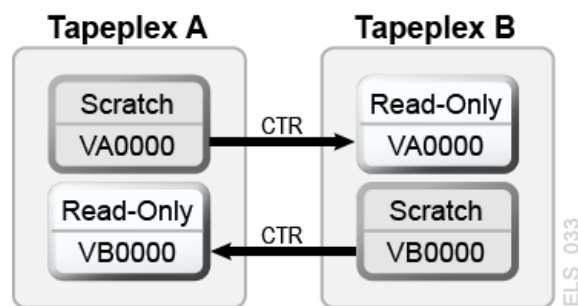 Tapeplex A
Tapeplex B
Scratch
VA0000
CTR
Read-Only
VA0000
Read-Only
VB0000
CTR
Scratch
VB0000
ELS_033